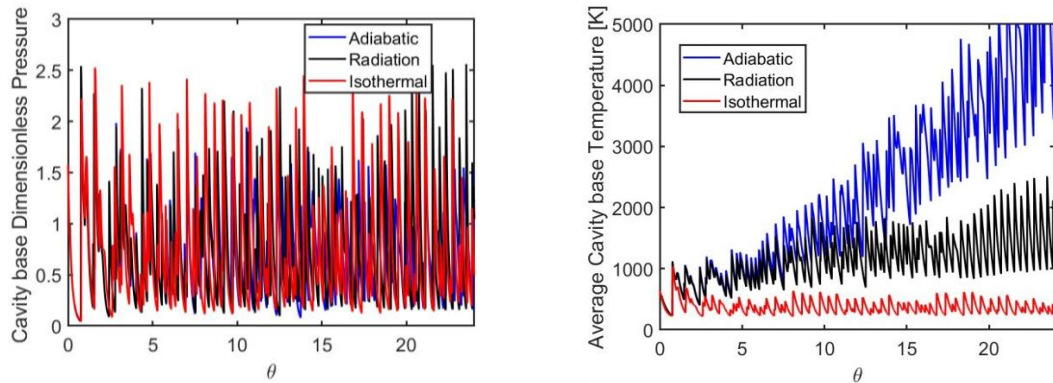 Cavity base Dimensionless Pressure
3
2.5
2
1.5
1
0.5
0
0
5
10
15
20
θ
Adiabatic
Radiation
Isothermal
Average Cavity base Temperature [K]
5000
4000
3000
2000
1000
0
0
5
10
15
20
θ
Adiabatic
Radiation
Isothermal